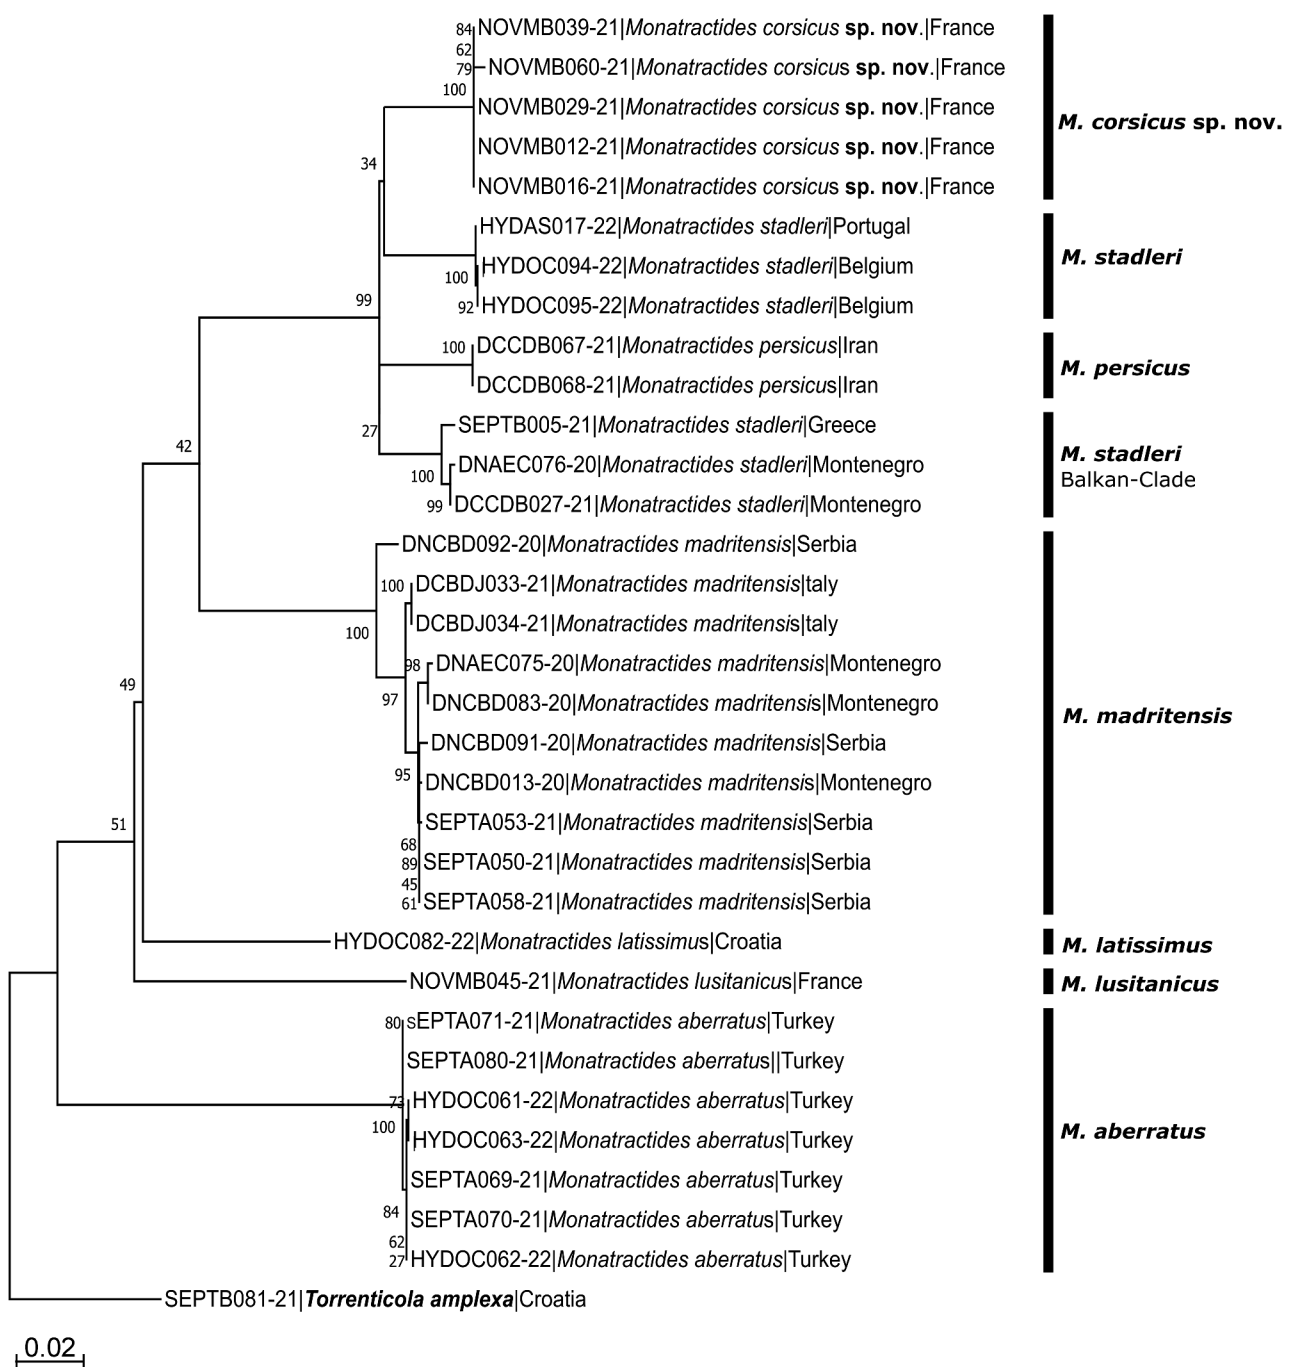 84 NOVMB039-21|Monatractides corsicus sp. nov.|France
62
79 NOVMB060-21|Monatractides corsicus sp. nov.|France
100
NOVMB029-21|Monatractides corsicus sp. nov.|France
M. corsicus sp. nov.
NOVMB012-21|Monatractides corsicus sp. nov.|France
34
NOVMB016-21|Monatractides corsicus sp. nov.|France
HYDAS017-22|Monatractides stadleri|Portugal
M. stadleri
HYDOC094-22|Monatractides stadleri|Belgium
100
99
92 HYDOC095-22|Monatractides stadleri|Belgium
100 DCCDB067-21|Monatractides persicus|Iran
M. persicus
DCCDB068-21|Monatractides persicus|Iran
SEPTB005-21|Monatractides stadleri|Greece
27
42
M. stadleri
DNAEC076-20|Monatractides stadleri|Montenegro
100
Balkan-Clade
99 DCCDB027-21|Monatractides stadleri|Montenegro
DNCBD092-20|Monatractides madritensis|Serbia
100 DCBDJ033-21|Monatractides madritensis|taly
DCBDJ034-21|Monatractides madritensis|taly
100
98 DNAEC075-20|Monatractides madritensis|Montenegro
49
97 DNCBD083-20|Monatractides madritensis|Montenegro
M. madritensis
DNCBD091-20|Monatractides madritensis|Serbia
95 DNCBD013-20|Monatractides madritensis|Montenegro
51 SEPTA053-21|Monatractides madritensis|Serbia
68
89 SEPTA050-21|Monatractides madritensis|Serbia
45
61 SEPTA058-21|Monatractides madritensis|Serbia
HYDOC082-22|Monatractides latissimus|Croatia
M. latissimus
NOVMB045-21|Monatractides lusitanicus|France
M. lusitanicus
80 sEPTA071-21|Monatractides aberratus|Turkey
SEPTA080-21|Monatractides aberratus||Turkey
73 HYDOC061-22|Monatractides aberratus|Turkey
100
M. aberratus
HYDOC063-22|Monatractides aberratus|Turkey
SEPTA069-21|Monatractides aberratus|Turkey
84 SEPTA070-21|Monatractides aberratus|Turkey
62
27 HYDOC062-22|Monatractides aberratus|Turkey
SEPTB081-21|Torrenticola amplexa|Croatia
0.02